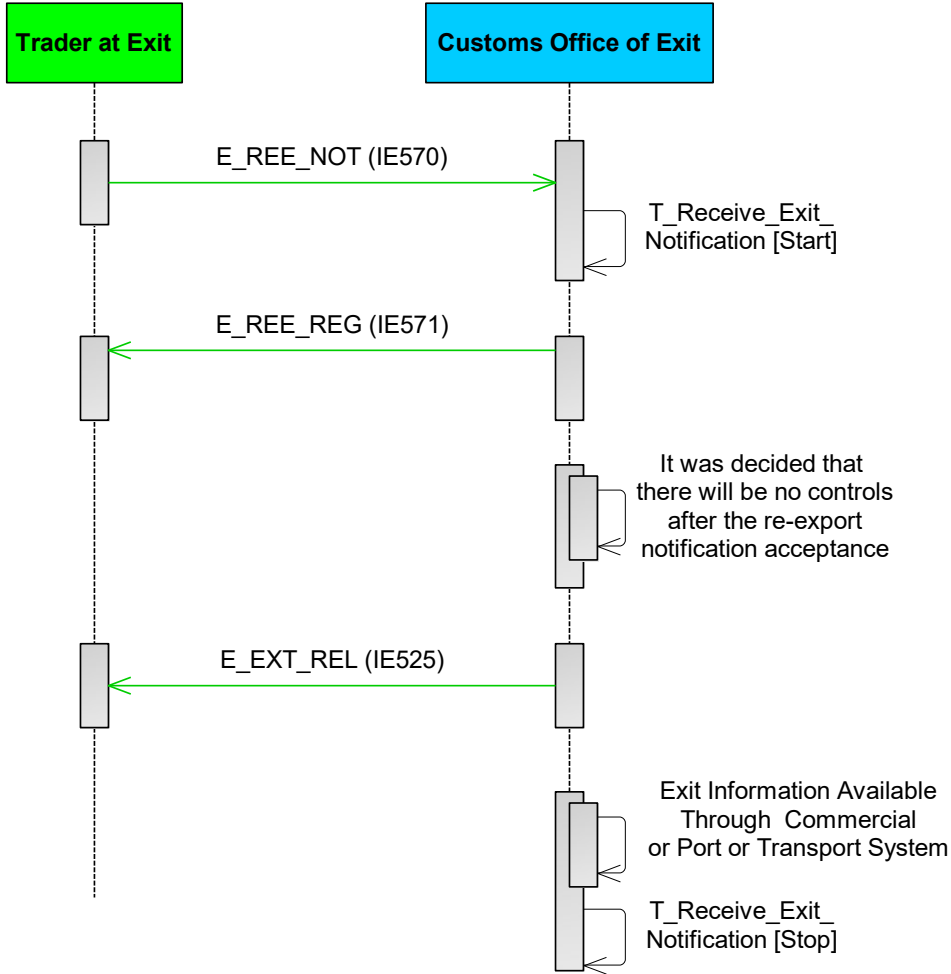 Trader at Exit
Customs Office of Exit
E_REE_NOT (IE570)
T_Receive_Exit_
Notification [Start]
E_REE_REG (IE571)
It was decided that
there will be no controls
after the re-export
notification acceptance
E_EXT_REL (IE525)
Exit Information Available
Through Commercial
or Port or Transport System
T_Receive_Exit_
Notification [Stop]